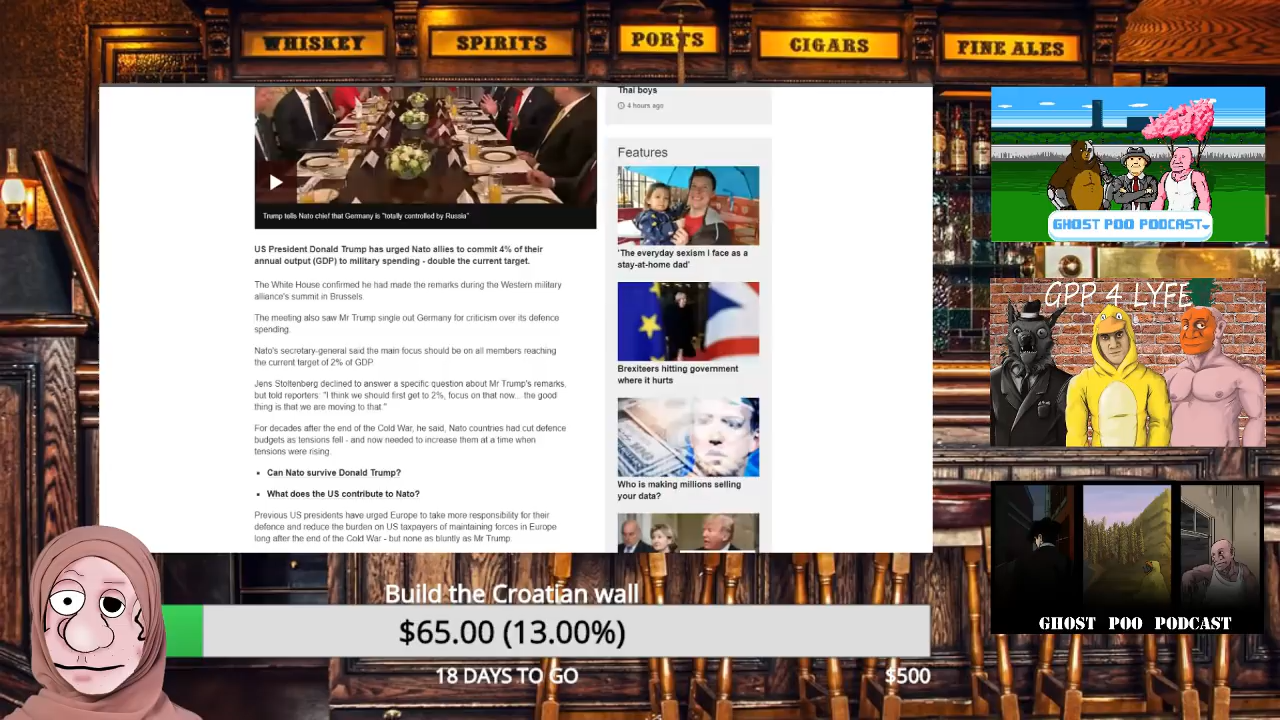 WHISKEY
SPIRITS
PORTS
CIGARS
FINE ALES
Thai boys
4 hours ago
Features
Trump tells Nato chief that Germany is "totally controlled by Russia"
US President Donald Trump has urged Nato allies to commit 4% of their
annual output (GDP) to military spending - double the current target.
The White House confirmed he had made the remarks during the Western military
alliance's summit in Brussels.
The meeting also saw Mr Trump single out Germany for criticism over its defence
spending.
Nato's secretary-general said the main focus should be on all members reaching
the current target of 2% of GDP.
Jens Stoltenberg declined to answer a specific question about Mr Trump's remarks,
but told reporters: "I think we should first get to 2%, focus on that now... the good
thing is that we are moving to that."
For decades after the end of the Cold War, he said, Nato countries had cut defence
budgets as tensions fell - and now needed to increase them at a time when
tensions were rising.
Can Nato survive Donald Trump?
What does the US contribute to Nato?
Previous US presidents have urged Europe to take more responsibility for their
defence and reduce the burden on US taxpayers of maintaining forces in Europe
long after the end of the Cold War - but none as bluntly as Mr Trump.
'The everyday sexism I face as a
stay-at-home dad'
Brexiteers hitting government
where it hurts
Who is making millions selling
your data?
GHOST POO PODCAST
GPP 4 LYFE
GHOST POO PODCAST
Build the Croatian wall
$65.00 (13.00%)
18 DAYS TO GO
$500